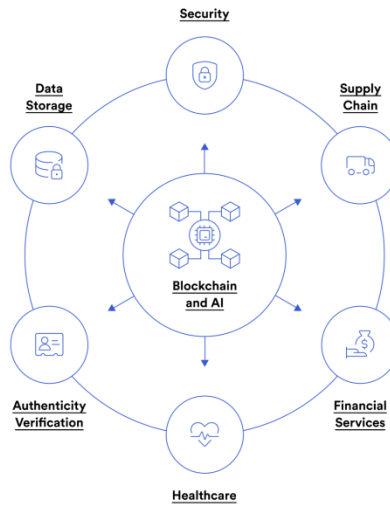 Security
Data
Storage
Supply
Chain
Blockchain
and AI
Authenticity
Verification
Financial
Services
Healthcare